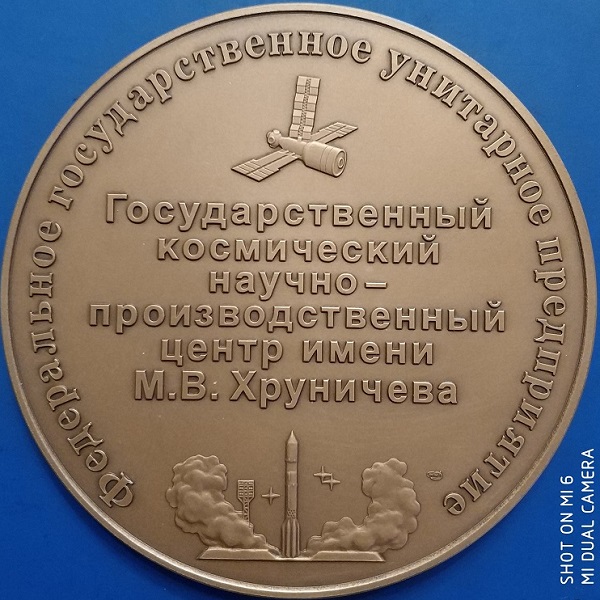 Федеральное государственное унитарное предприятие
Государственный
космический
научно–
производственный
центр имени
М.В. Хруничева
SHOT ON MI 6
MI DUAL CAMERA